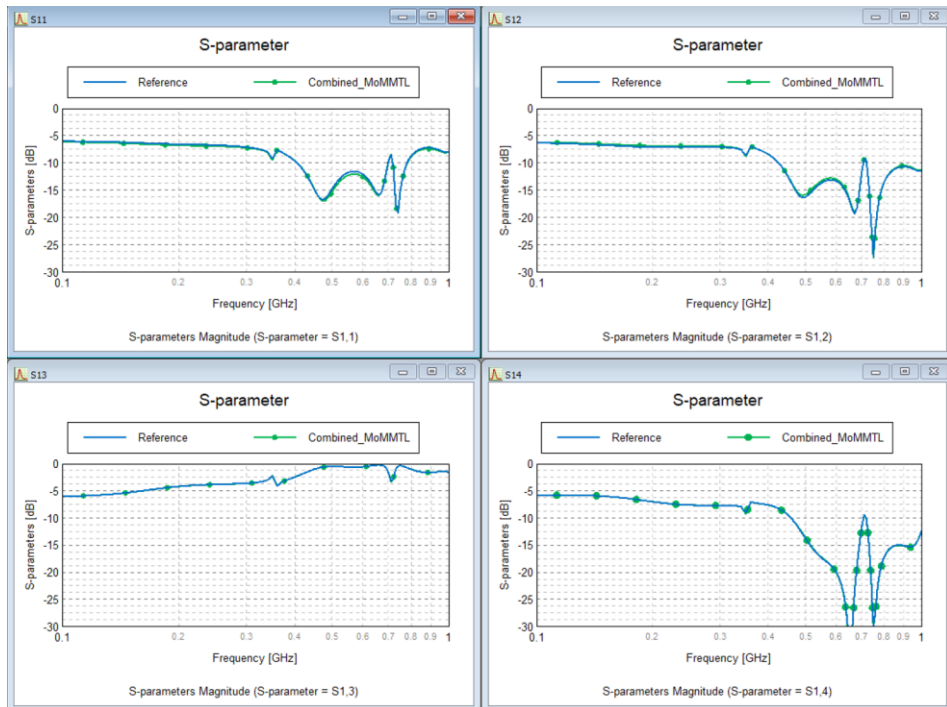 S11
S-parameter
Reference
Combined_MoMMTL
S-parameters [dB]
0
-5
-10
-15
-20
-25
-30
0.1
0.2
0.3
0.4
0.5
0.6
0.7
0.8
0.9
1
Frequency [GHz]
S-parameters Magnitude (S-parameter = S1,1)
S12
S-parameter
Reference
Combined_MoMMTL
S-parameters [dB]
0
-5
-10
-15
-20
-25
-30
0.1
0.2
0.3
0.4
0.5
0.6
0.7
0.8
0.9
1
Frequency [GHz]
S-parameters Magnitude (S-parameter = S1,2)
S13
S-parameter
Reference
Combined_MoMMTL
S-parameters [dB]
0
-5
-10
-15
-20
-25
-30
0.1
0.2
0.3
0.4
0.5
0.6
0.7
0.8
0.9
1
Frequency [GHz]
S-parameters Magnitude (S-parameter = S1,3)
S14
S-parameter
Reference
Combined_MoMMTL
S-parameters [dB]
0
-5
-10
-15
-20
-25
-30
0.1
0.2
0.3
0.4
0.5
0.6
0.7
0.8
0.9
1
Frequency [GHz]
S-parameters Magnitude (S-parameter = S1,4)